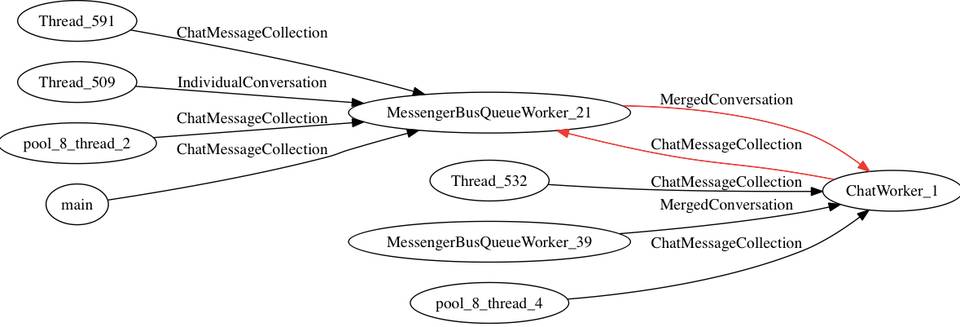 Thread_591
ChatMessageCollection
Thread_509
IndividualConversation
pool_8_thread_2
ChatMessageCollection
main
ChatMessageCollection
MessengerBusQueueWorker_21
MergedConversation
ChatMessageCollection
Thread_532
ChatMessageCollection
MessengerBusQueueWorker_39
MergedConversation
pool_8_thread_4
ChatMessageCollection
ChatWorker_1